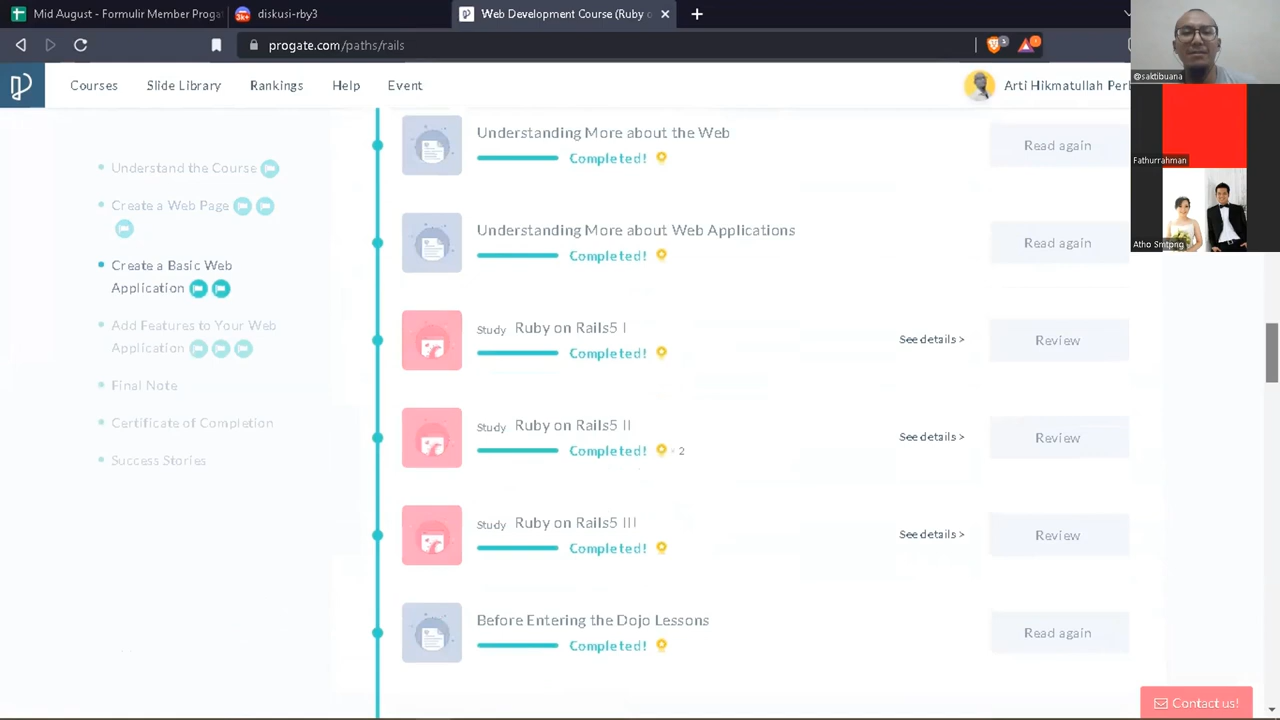 Mid August - Formulir Member Proga
diskusi-rby3
Web Development Course (Ruby o
progate.com/paths/rails
Courses
Slide Library
Rankings
Help
Event
Arti Hikmatullah Per
@saktibuana
Fathurrahman
Atho Smtpng
Understand the Course
Create a Web Page
Create a Basic Web
Application
Add Features to Your Web
Application
Final Note
Certificate of Completion
Success Stories
Understanding More about the Web
Completed!
Read again
Understanding More about Web Applications
Completed!
Read again
Study Ruby on Rails5 I
Completed!
See details >
Review
Study Ruby on Rails5 II
Completed! × 2
See details >
Review
Study Ruby on Rails5 III
Completed!
See details >
Review
Before Entering the Dojo Lessons
Completed!
Read again
Contact us!